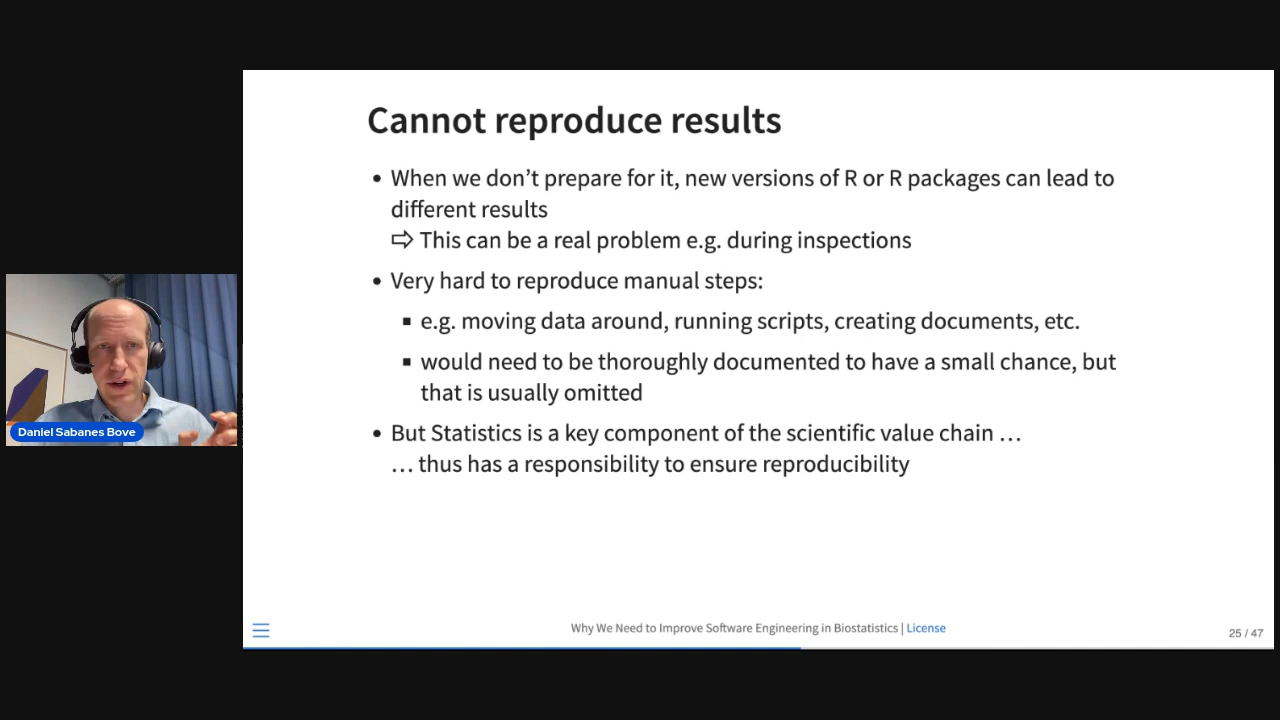 Cannot reproduce results
• When we don’t prepare for it, new versions of R or R packages can lead to
different results
⇨ This can be a real problem e.g. during inspections
• Very hard to reproduce manual steps:
▪ e.g. moving data around, running scripts, creating documents, etc.
▪ would need to be thoroughly documented to have a small chance, but
that is usually omitted
• But Statistics is a key component of the scientific value chain …
… thus has a responsibility to ensure reproducibility
Daniel Sabanes Bove
Why We Need to Improve Software Engineering in Biostatistics | License
25 / 47